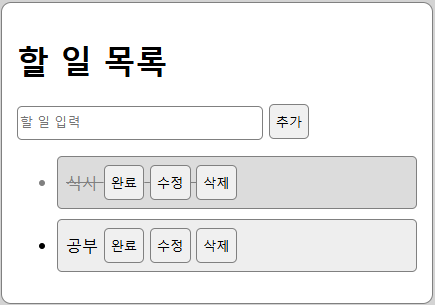 할 일 목록
할 일 입력 추가
식사 완료 수정 삭제
공부 완료 수정 삭제